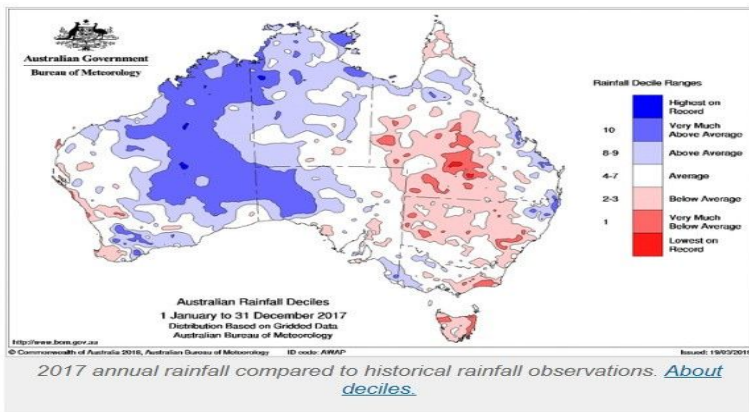 Australian Government
Bureau of Meteorology
Rainfall Decile Ranges
Highest on
Record
10
Very Much
Above Average
8-9
Above Average
4-7
Average
2-3
Below Average
1
Very Much
Below Average
Lowest on
Record
Australian Rainfall Deciles
1 January to 31 December 2017
Distribution Based on Gridded Data
Australian Bureau of Meteorology
http://www.bom.gov.au
© Commonwealth of Australia 2018, Australian Bureau of Meteorology
ID code: AWAP
Issued:
2017 annual rainfall compared to historical rainfall observations. About
deciles.